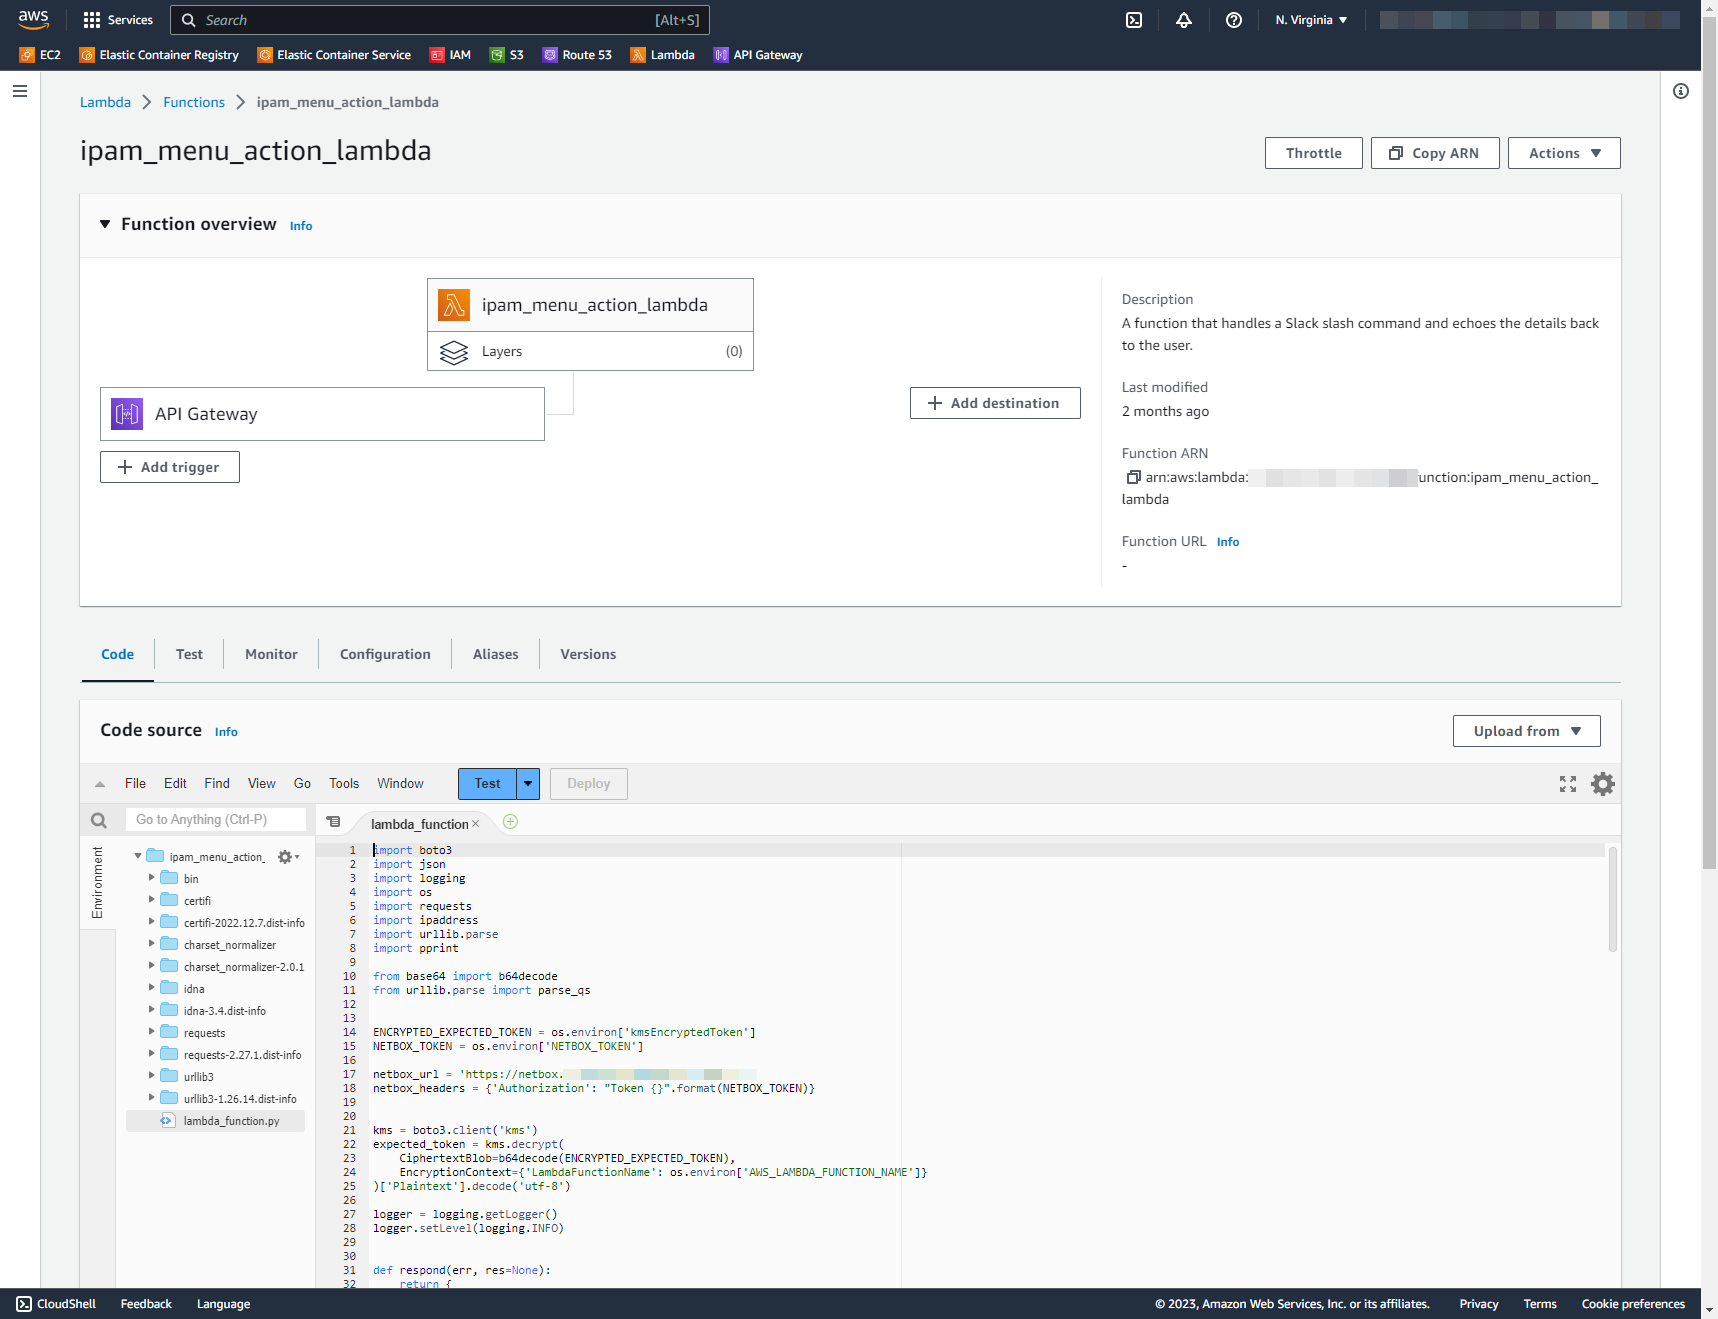 aws
Services
Search
[Alt+S]
N. Virginia
EC2
Elastic Container Registry
Elastic Container Service
IAM
S3
Route 53
Lambda
API Gateway
Lambda
Functions
ipam_menu_action_lambda
ipam_menu_action_lambda
Throttle
Copy ARN
Actions
Function overview Info
ipam_menu_action_lambda
Layers (0)
API Gateway
Add trigger
Add destination
Description
A function that handles a Slack slash command and echoes the details back
to the user.
Last modified
2 months ago
Function ARN
arn:aws:lambda: unction:ipam_menu_action_
lambda
Function URL Info
-
Code
Test
Monitor
Configuration
Aliases
Versions
Code source Info
Upload from
File Edit Find View Go Tools Window
Test
Deploy
Go to Anything (Ctrl-P)
lambda_function
Environment
ipam_menu_action_
bin
certifi
certifi-2022.12.7.dist-info
charset_normalizer
charset_normalizer-2.0.1
idna
idna-3.4.dist-info
requests
requests-2.27.1.dist-info
urllib3
urllib3-1.26.14.dist-info
lambda_function.py
1 import boto3
2 import json
3 import logging
4 import os
5 import requests
6 import ipaddress
7 import urllib.parse
8 import pprint
9
10 from base64 import b64decode
11 from urllib.parse import parse_qs
12
13
14 ENCRYPTED_EXPECTED_TOKEN = os.environ['kmsEncryptedToken']
15 NETBOX_TOKEN = os.environ['NETBOX_TOKEN']
16
17 netbox_url = 'https://netbox.
18 netbox_headers = {'Authorization': "Token {}".format(NETBOX_TOKEN)}
19
20
21 kms = boto3.client('kms')
22 expected_token = kms.decrypt(
23 CiphertextBlob=b64decode(ENCRYPTED_EXPECTED_TOKEN),
24 EncryptionContext={'LambdaFunctionName': os.environ['AWS_LAMBDA_FUNCTION_NAME']}
25 )['Plaintext'].decode('utf-8')
26
27 logger = logging.getLogger()
28 logger.setLevel(logging.INFO)
29
30
31 def respond(err, res=None):
32 return {
CloudShell
Feedback
Language
© 2023, Amazon Web Services, Inc. or its affiliates.
Privacy
Terms
Cookie preferences